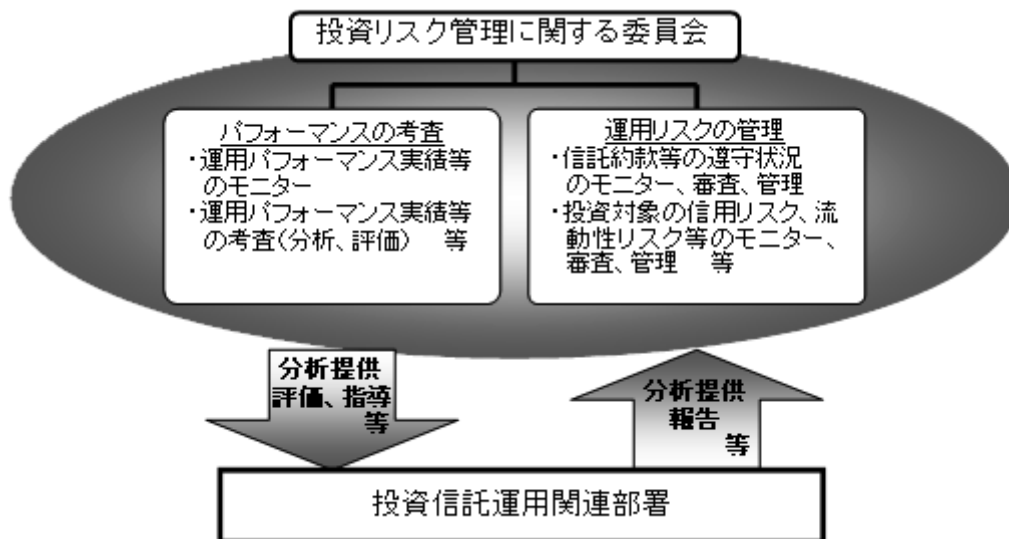 投資リスク管理に関する委員会
パフォーマンスの考査
・運用パフォーマンス実績等
のモニター
・運用パフォーマンス実績等
の考査(分析、評価)　等
運用リスクの管理
・信託約款等の遵守状況
のモニター、審査、管理
・投資対象の信用リスク、流
動性リスク等のモニター、
審査、管理　等
分析提供
評価、指導
等
分析提供
報告
等
投資信託運用関連部署